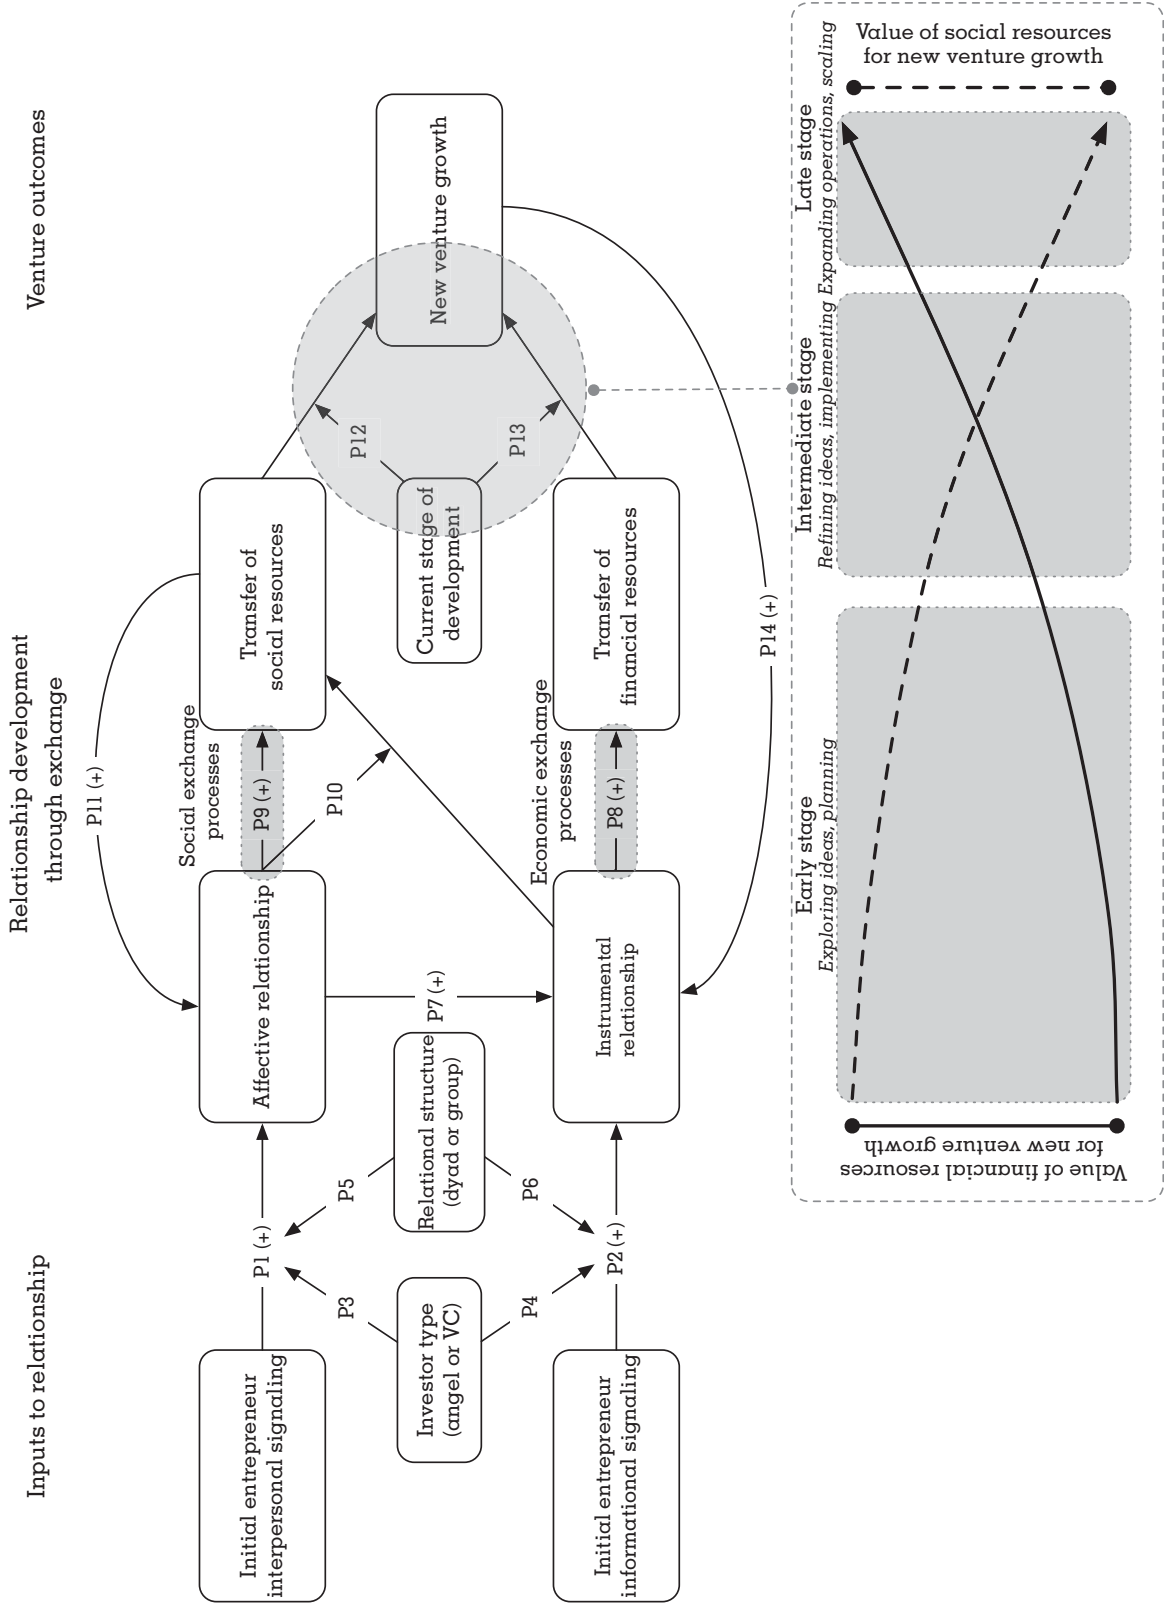 Inputs to relationship
Relationship development
through exchange
Venture outcomes
P11 (+)
Initial entrepreneur
interpersonal signaling
P1 (+)
Affective relationship
Social exchange
processes
P9 (+)
Transfer of
social resources
P3
P5
P10
P12
Investor type
(angel or VC)
Relational structure
(dyad or group)
P7 (+)
Current stage of
development
New venture growth
P4
P6
P13
Initial entrepreneur
informational signaling
P2 (+)
Instrumental
relationship
Economic exchange
processes
P8 (+)
Transfer of
financial resources
P14 (+)
Early stage
Exploring ideas, planning
Intermediate stage
Refining ideas, implementing
Late stage
Expanding operations, scaling
Value of financial resources
for new venture growth
Value of social resources
for new venture growth